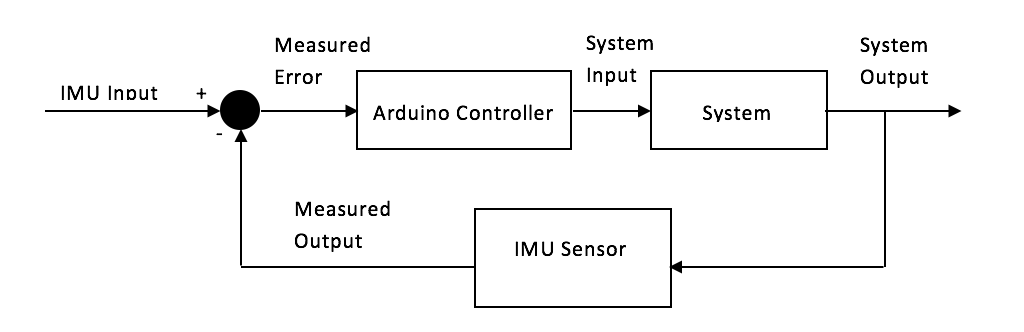 Measured
Error
System
Input
System
Output
IMU Input
+
-
Arduino Controller
System
Measured
Output
IMU Sensor